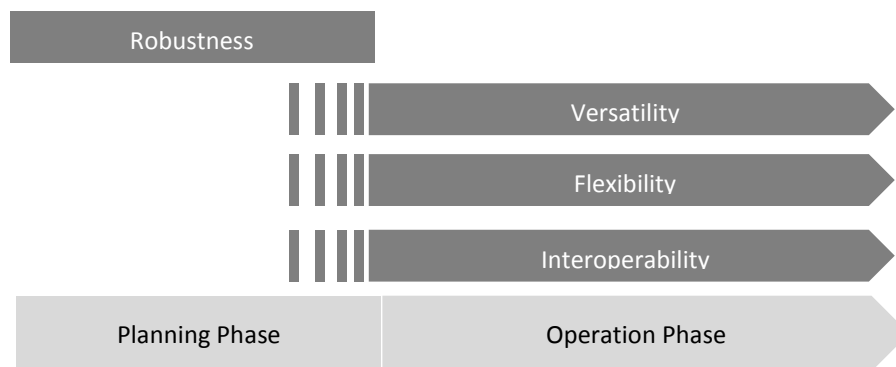 Robustness
Versatility
Flexibility
Interoperability
Planning Phase
Operation Phase